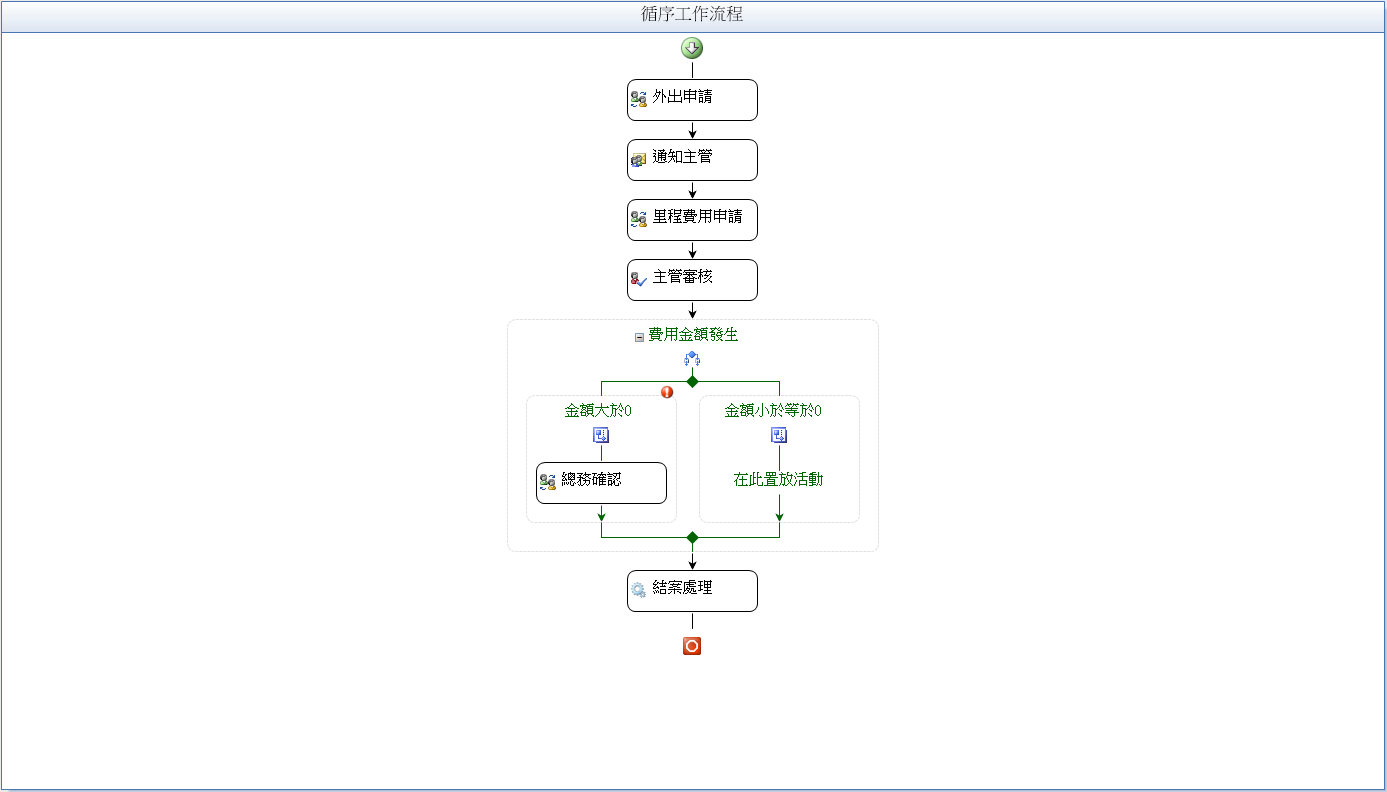 循序工作流程
外出申請
通知主管
里程費用申請
主管審核
費用金額發生
金額大於0
金額小於等於0
總務確認
在此置放活動
結案處理